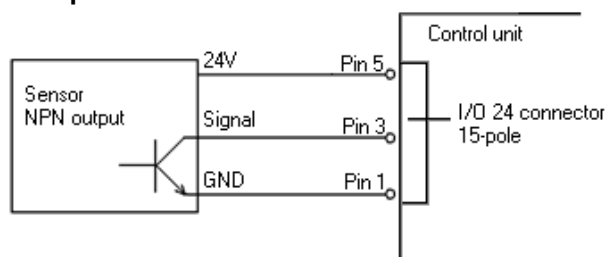 Control unit
24V
Pin 5
Sensor
NPN output
Signal
Pin 3
I/O 24 connector
15-pole
GND
Pin 1